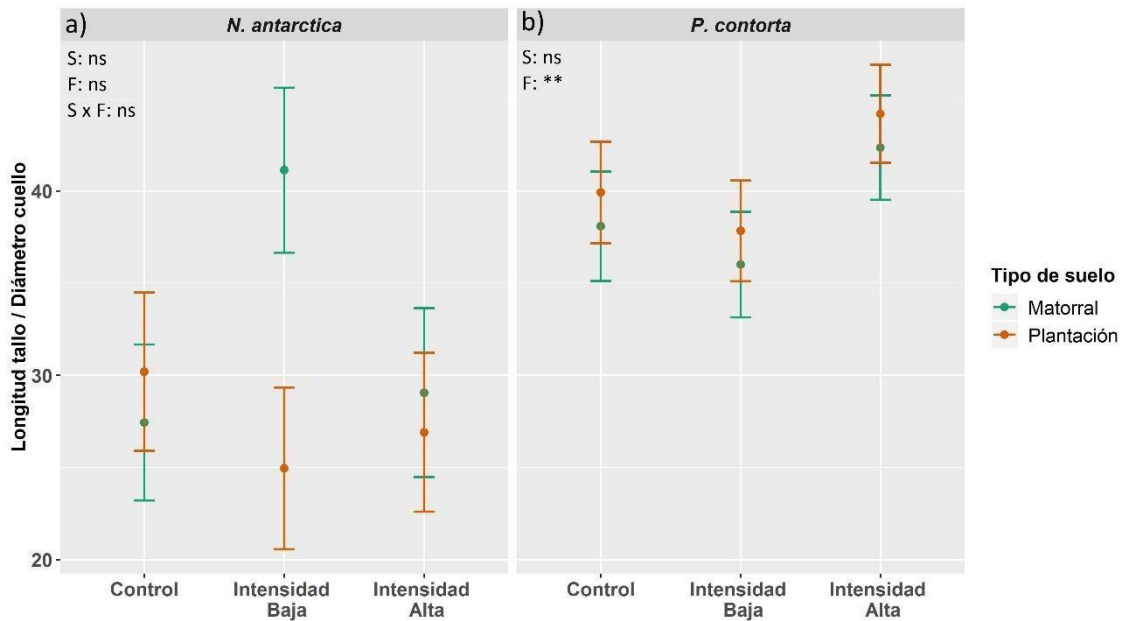 a)
N. antarctica
b)
P. contorta
S: ns
F: ns
S x F: ns
S: ns
F: **
Longitud tallo / Diámetro cuello
40
30
20
Control
Intensidad
Baja
Intensidad
Alta
Control
Intensidad
Baja
Intensidad
Alta
Tipo de suelo
Matorral
Plantación